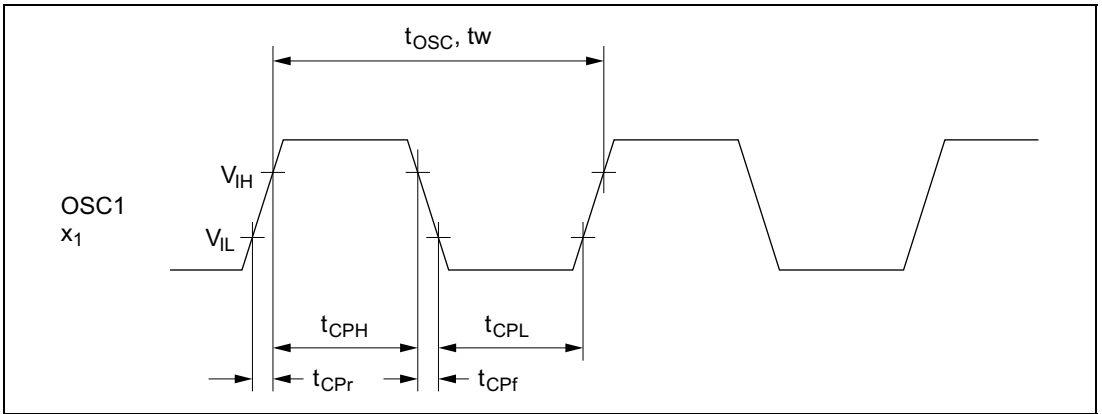 tOSC, tw
VIH
OSC1
x1
VIL
tCPH
tCPL
tCPr
tCPf